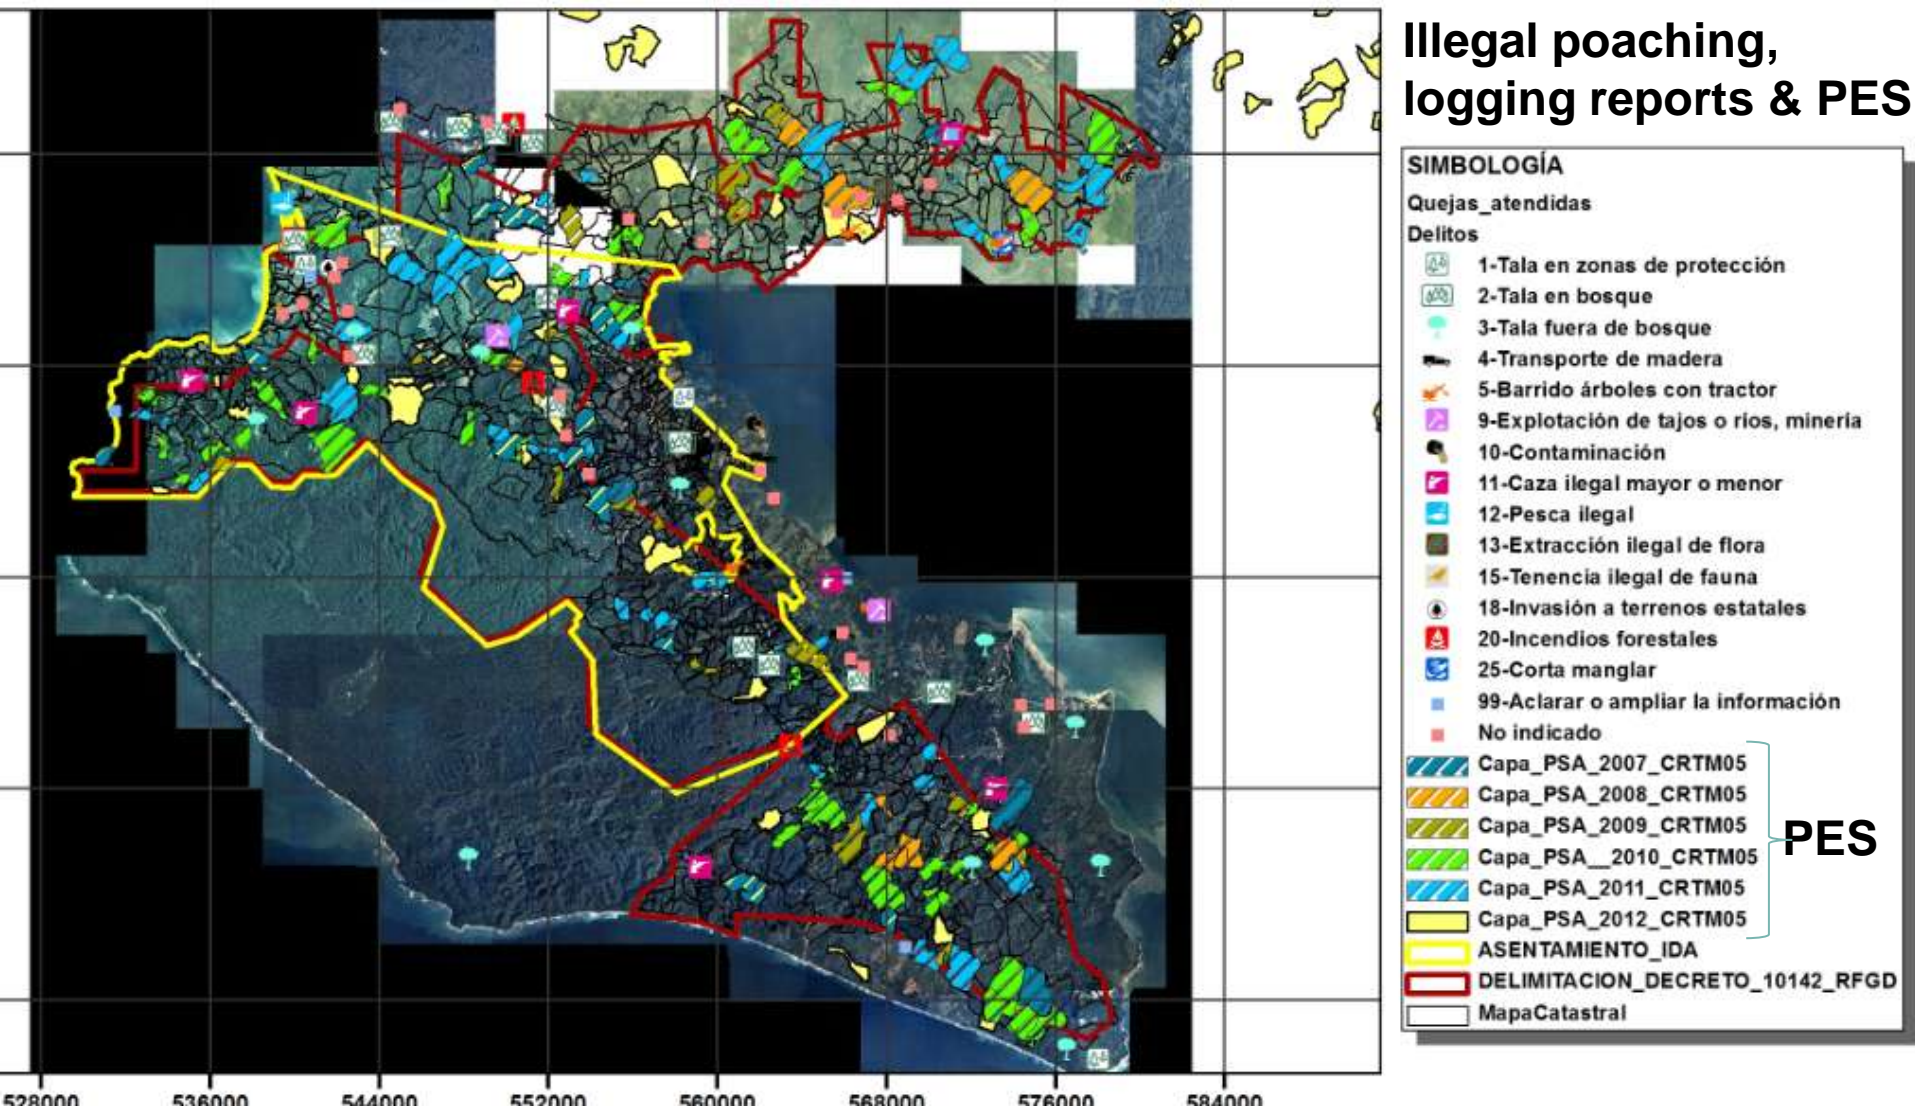 Illegal poaching,
logging reports & PES
SIMBOLOGÍA
Quejas_atendidas
Delitos
1-Tala en zonas de protección
2-Tala en bosque
3-Tala fuera de bosque
4-Transporte de madera
5-Barrido árboles con tractor
9-Explotación de tajos o rios, minería
10-Contaminación
11-Caza ilegal mayor o menor
12-Pesca ilegal
13-Extracción ilegal de flora
15-Tenencia ilegal de fauna
18-Invasión a terrenos estatales
20-Incendios forestales
25-Corta manglar
99-Aclarar o ampliar la información
No indicado
Capa_PSA_2007_CRTM05
Capa_PSA_2008_CRTM05
Capa_PSA_2009_CRTM05
Capa_PSA__2010_CRTM05
Capa_PSA_2011_CRTM05
Capa_PSA_2012_CRTM05
PES
ASENTAMIENTO_IDA
DELIMITACION_DECRETO_10142_RFGD
MapaCatastral
528000 536000 544000 552000 560000 568000 576000 584000